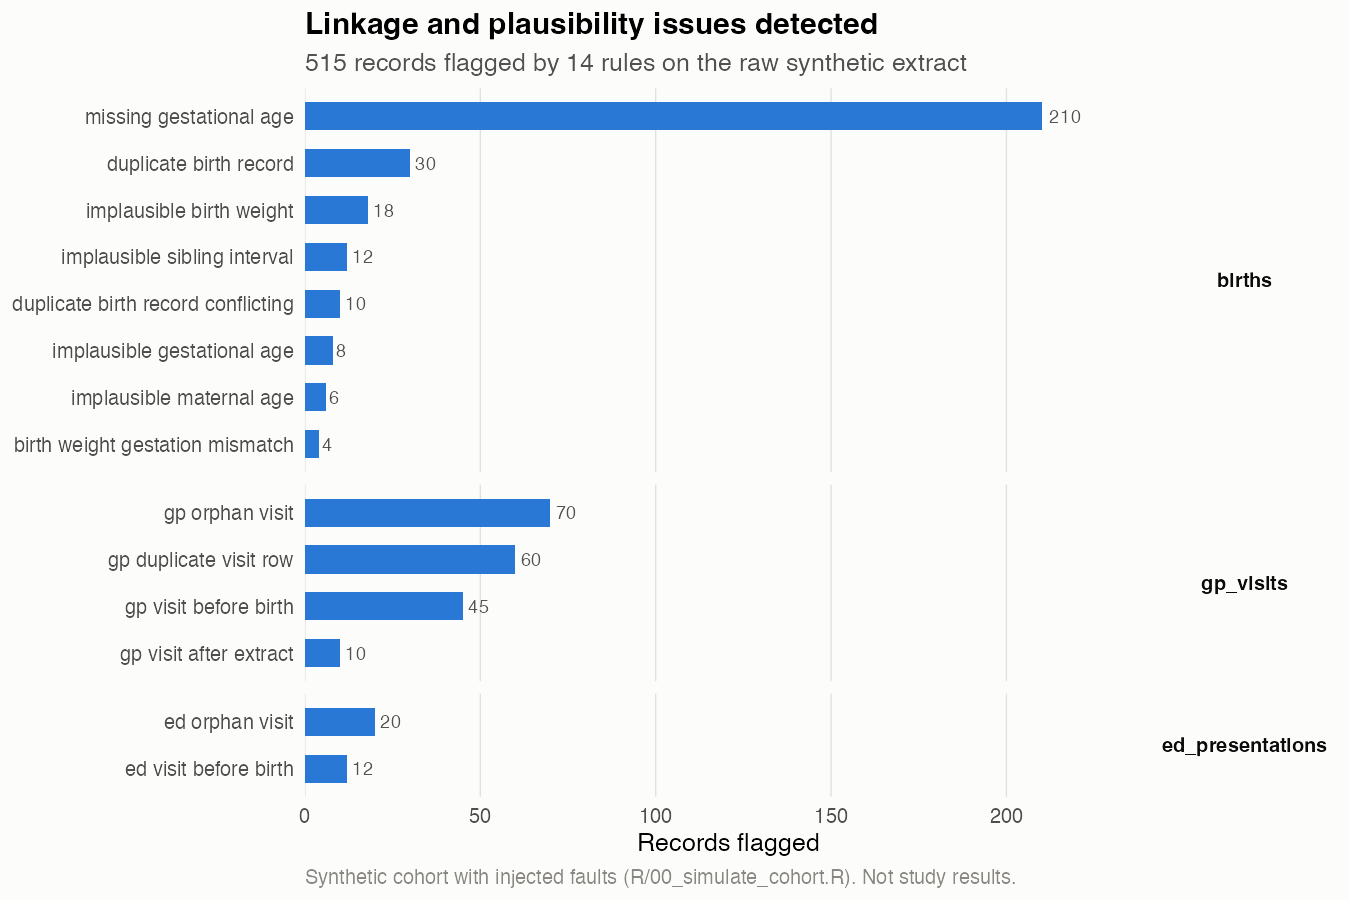 Linkage and plausibility issues detected
515 records flagged by 14 rules on the raw synthetic extract
missing gestational age 210
duplicate birth record 30
implausible birth weight 18
implausible sibling interval 12
duplicate birth record conflicting 10
implausible gestational age 8
implausible maternal age 6
birth weight gestation mismatch 4
births
gp orphan visit 70
gp duplicate visit row 60
gp visit before birth 45
gp visit after extract 10
gp_visits
ed orphan visit 20
ed visit before birth 12
ed_presentations
0 50 100 150 200
Records flagged
Synthetic cohort with injected faults (R/00_simulate_cohort.R). Not study results.